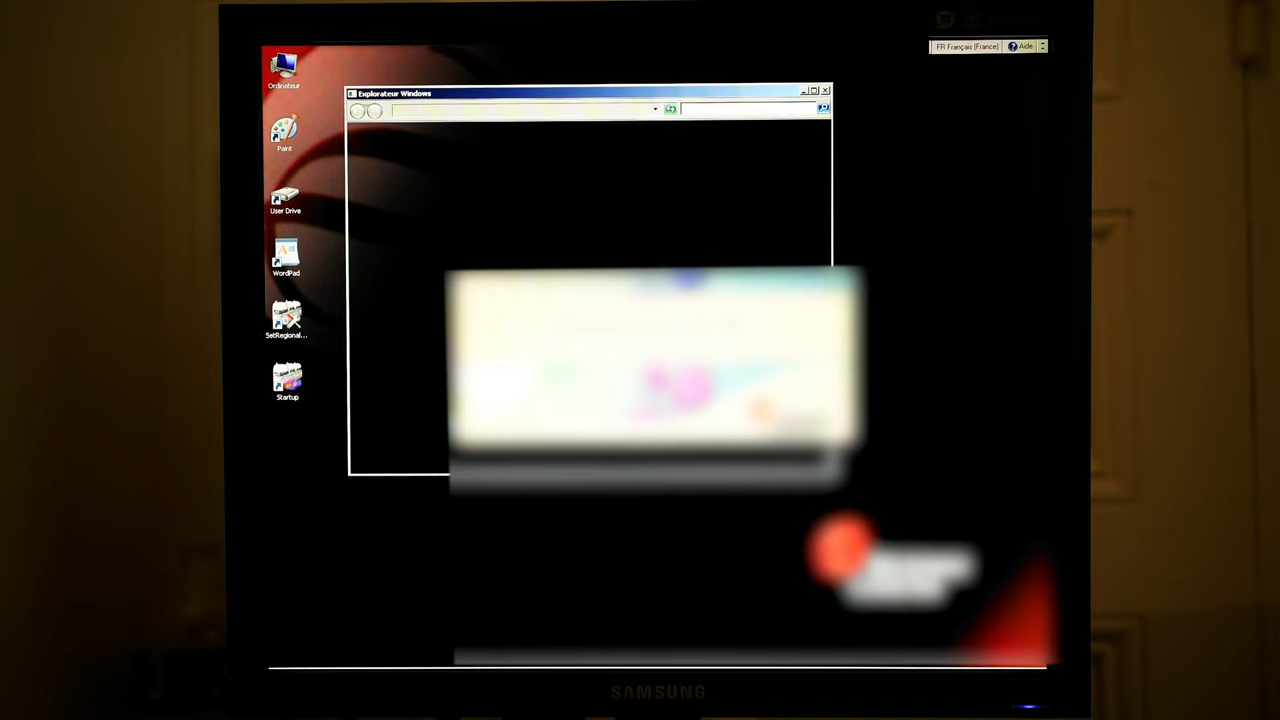 FR Français (France) Aide
Ordinateur
Explorateur Windows
Paint
User Drive
WordPad
SetRegional...
Startup
SAMSUNG